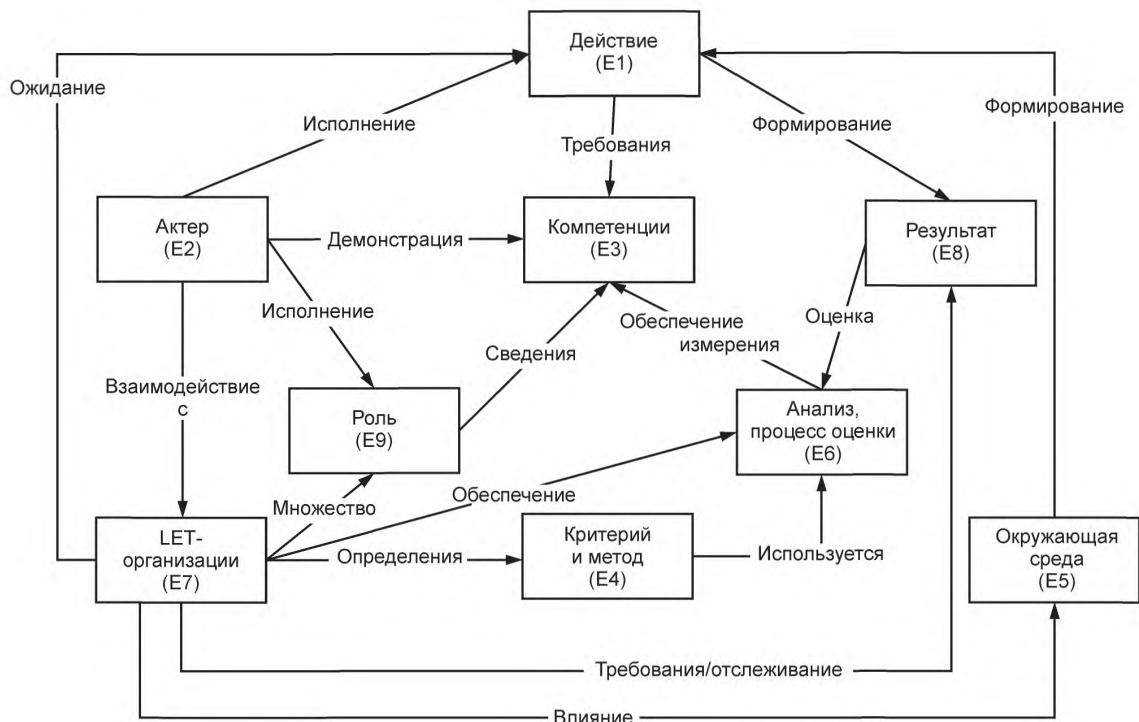 Действие
(E1)
Ожидание
Исполнение
Требования
Формирование
Формирование
Актер
(E2)
Демонстрация
Компетенции
(E3)
Результат
(E8)
Исполнение
Сведения
Обеспечение
измерения
Оценка
Взаимодействие
с
Роль
(E9)
Анализ,
процесс оценки
(E6)
Множество
Обеспечение
LET-
организации
(E7)
Определения
Критерий
и метод
(E4)
Используется
Окружающая
среда
(E5)
Требования/отслеживание
Влияние